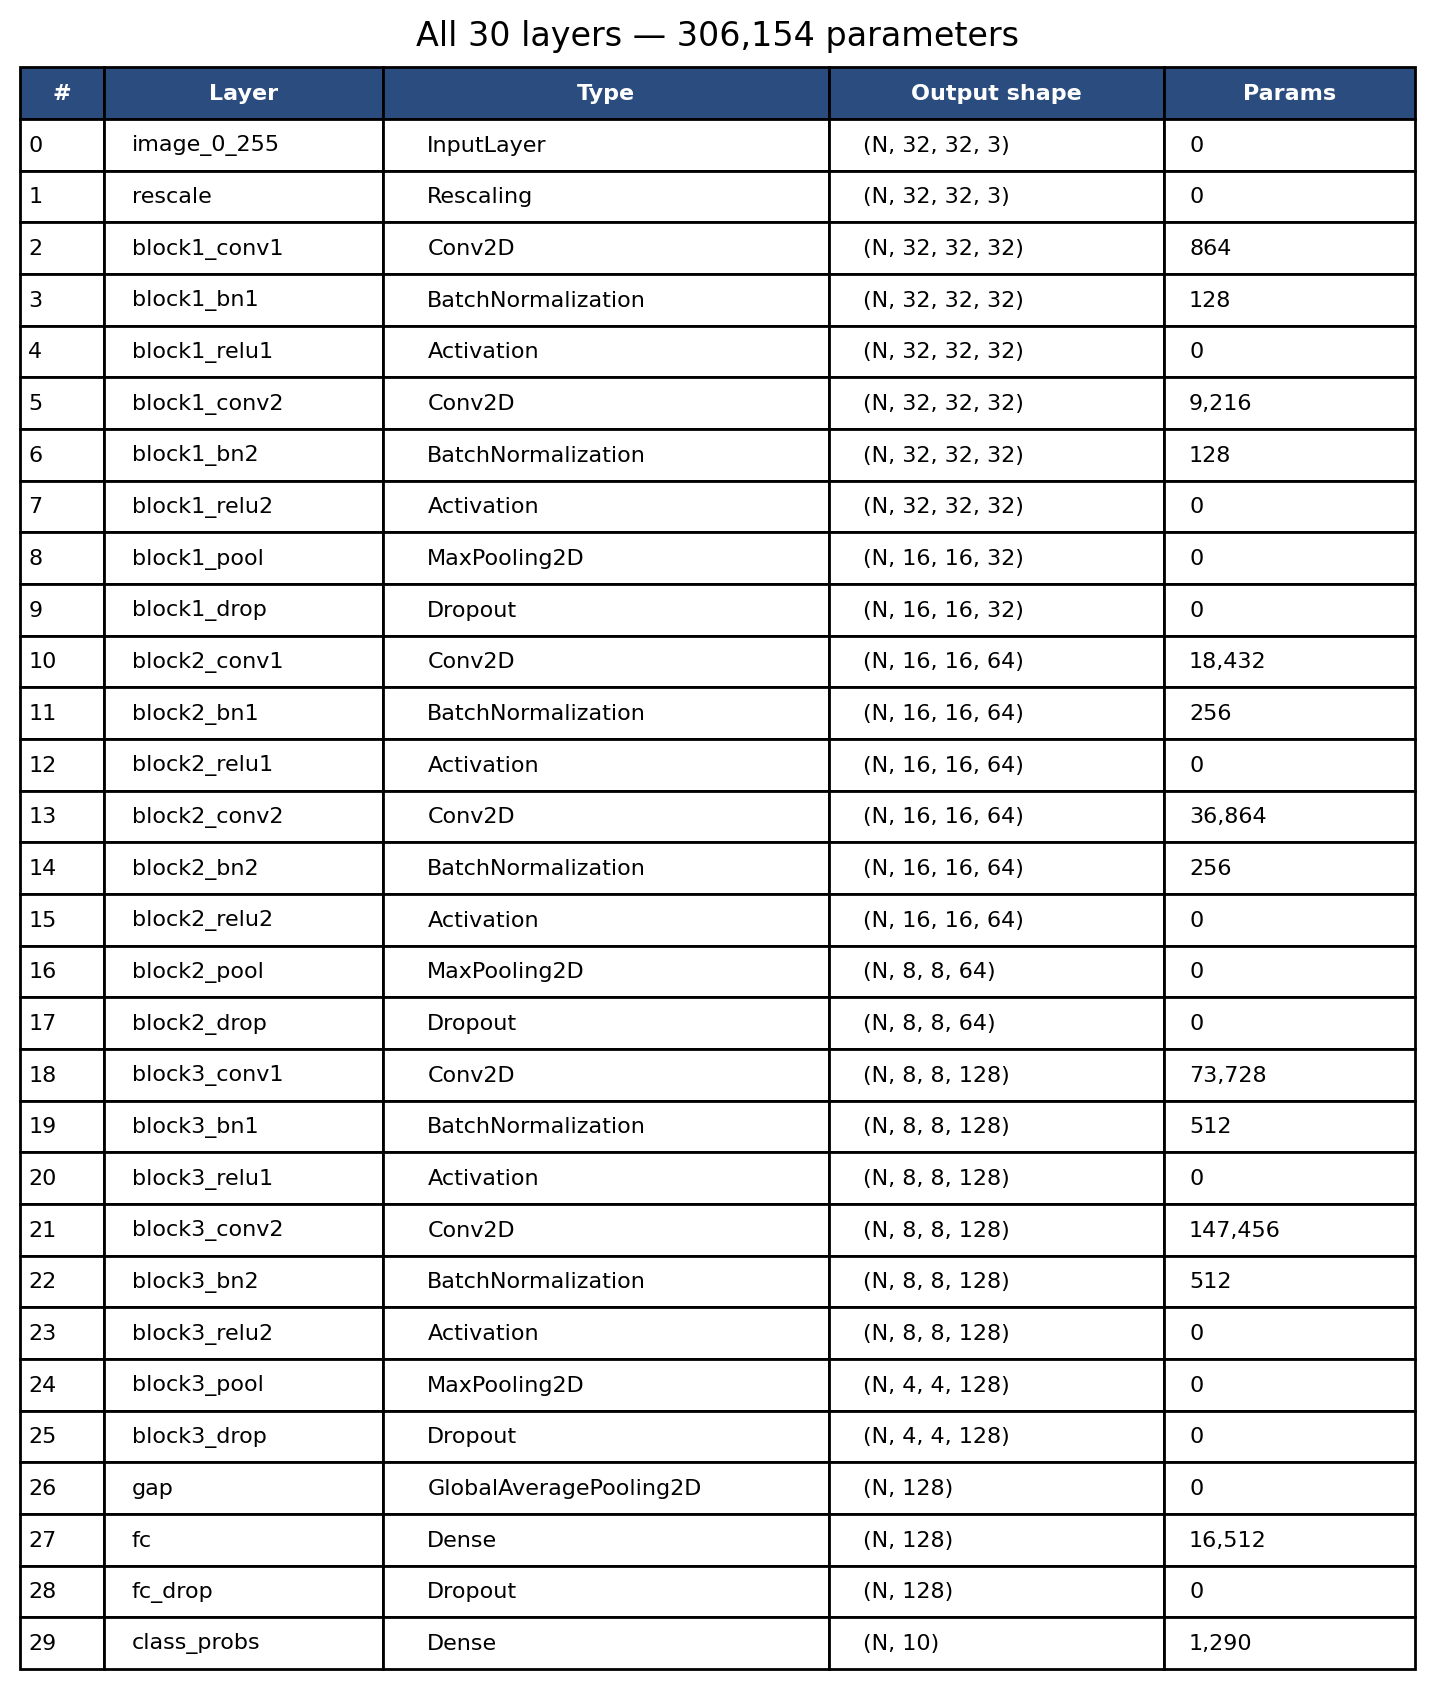 All 30 layers — 306,154 parameters
# Layer Type Output shape Params
0 image_0_255 InputLayer (N, 32, 32, 3) 0
1 rescale Rescaling (N, 32, 32, 3) 0
2 block1_conv1 Conv2D (N, 32, 32, 32) 864
3 block1_bn1 BatchNormalization (N, 32, 32, 32) 128
4 block1_relu1 Activation (N, 32, 32, 32) 0
5 block1_conv2 Conv2D (N, 32, 32, 32) 9,216
6 block1_bn2 BatchNormalization (N, 32, 32, 32) 128
7 block1_relu2 Activation (N, 32, 32, 32) 0
8 block1_pool MaxPooling2D (N, 16, 16, 32) 0
9 block1_drop Dropout (N, 16, 16, 32) 0
10 block2_conv1 Conv2D (N, 16, 16, 64) 18,432
11 block2_bn1 BatchNormalization (N, 16, 16, 64) 256
12 block2_relu1 Activation (N, 16, 16, 64) 0
13 block2_conv2 Conv2D (N, 16, 16, 64) 36,864
14 block2_bn2 BatchNormalization (N, 16, 16, 64) 256
15 block2_relu2 Activation (N, 16, 16, 64) 0
16 block2_pool MaxPooling2D (N, 8, 8, 64) 0
17 block2_drop Dropout (N, 8, 8, 64) 0
18 block3_conv1 Conv2D (N, 8, 8, 128) 73,728
19 block3_bn1 BatchNormalization (N, 8, 8, 128) 512
20 block3_relu1 Activation (N, 8, 8, 128) 0
21 block3_conv2 Conv2D (N, 8, 8, 128) 147,456
22 block3_bn2 BatchNormalization (N, 8, 8, 128) 512
23 block3_relu2 Activation (N, 8, 8, 128) 0
24 block3_pool MaxPooling2D (N, 4, 4, 128) 0
25 block3_drop Dropout (N, 4, 4, 128) 0
26 gap GlobalAveragePooling2D (N, 128) 0
27 fc Dense (N, 128) 16,512
28 fc_drop Dropout (N, 128) 0
29 class_probs Dense (N, 10) 1,290